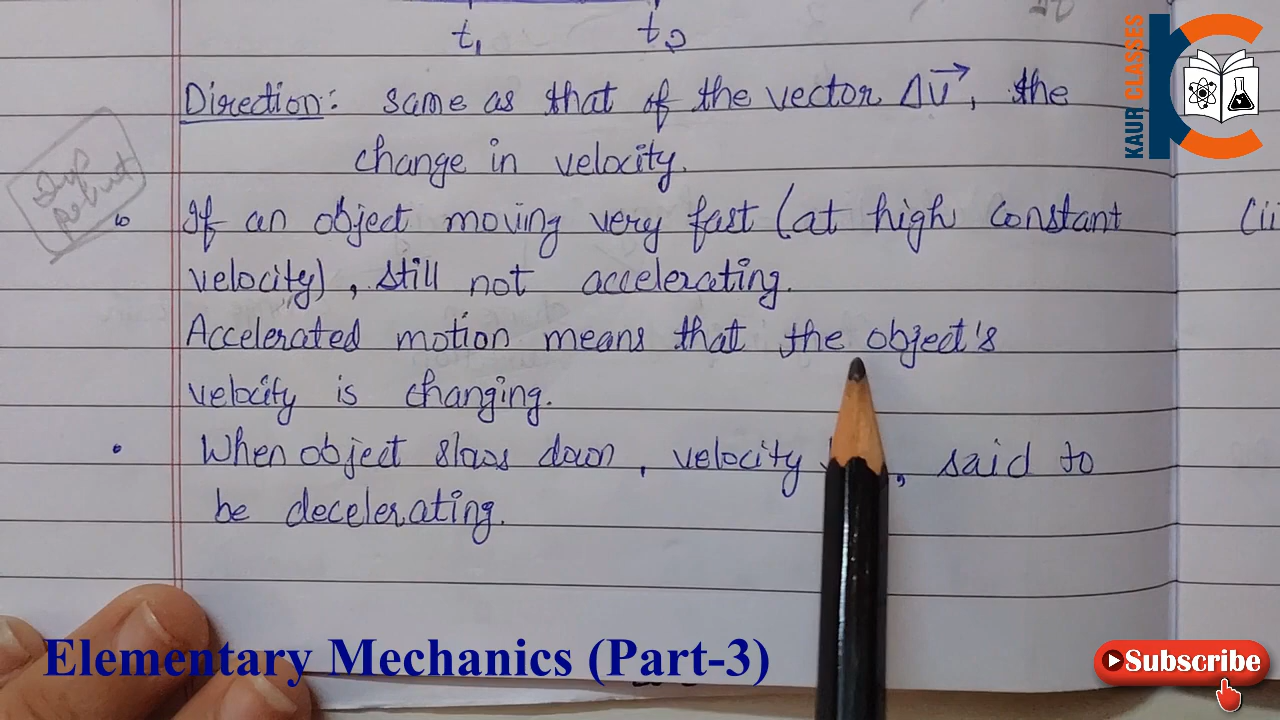 t₁ t₂
Direction: same as that of the vector Δv⃗, the
change in velocity.
If an object moving very fast (at high constant
velocity), still not accelerating.
Accelerated motion means that the object's
velocity is changing.
• When object slows down, velocity , said to
be decelerating.
(ii
KAUR CLASSES
Elementary Mechanics (Part-3)
Subscribe